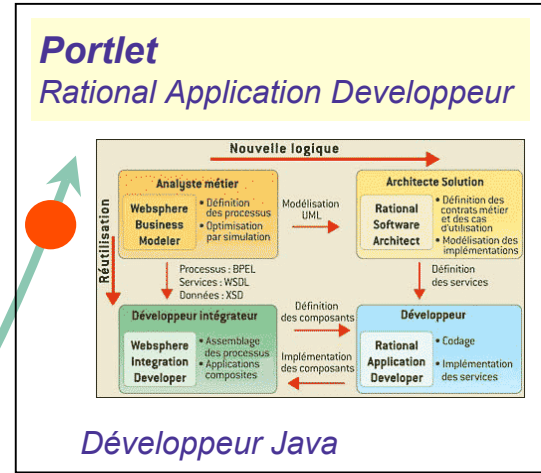 Portlet
Rational Application Developpeur
Nouvelle logique
Réutilisation
Analyste métier
Websphere
Business
Modeler
• Définition
des processus
• Optimisation
par simulation
Modélisation
UML
Architecte Solution
Rational
Software
Architect
• Définition des
contrats métier
et des cas
d'utilisation
• Modélisation des
implémentations
Processus : BPEL
Services : WSDL
Données : XSD
Définition
des services
Développeur intégrateur
Websphere
Integration
Developer
• Assemblage
des processus
• Applications
composites
Définition
des composants
Implémentation
des composants
Développeur
Rational
Application
Developer
• Codage
• Implémentation
des services
Développeur Java